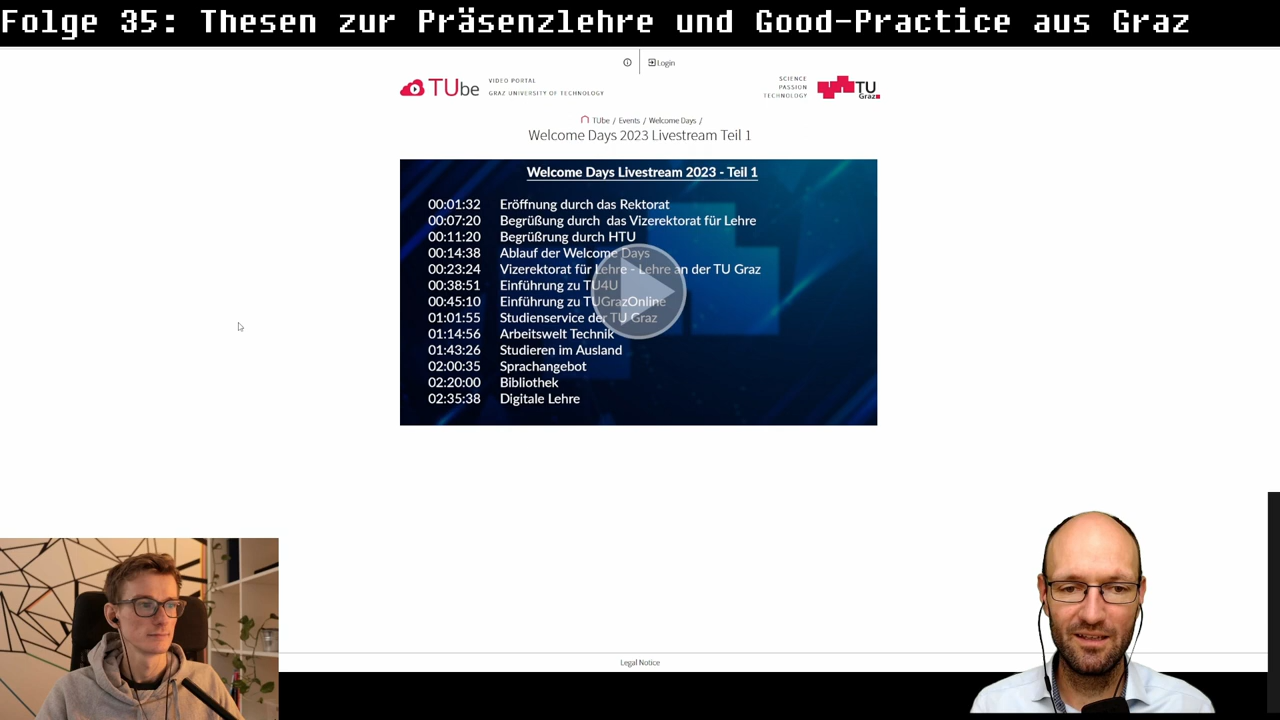 Folge 35: Thesen zur Präsenzlehre und Good-Practice aus Graz
Login
TUbe
VIDEO PORTAL
GRAZ UNIVERSITY OF TECHNOLOGY
SCIENCE
PASSION
TECHNOLOGY
TU
Graz
TUbe / Events / Welcome Days /
Welcome Days 2023 Livestream Teil 1
Welcome Days Livestream 2023 - Teil 1
00:01:32 Eröffnung durch das Rektorat
00:07:20 Begrüßung durch das Vizerektorat für Lehre
00:11:20 Begrüßrung durch HTU
00:14:38 Ablauf der Welcome Days
00:23:24 Vizerektorat für Lehre - Lehre an der TU Graz
00:38:51 Einführung zu TU4U
00:45:10 Einführung zu TUGrazOnline
01:01:55 Studienservice der TU Graz
01:14:56 Arbeitswelt Technik
01:43:26 Studieren im Ausland
02:00:35 Sprachangebot
02:20:00 Bibliothek
02:35:38 Digitale Lehre
Legal Notice